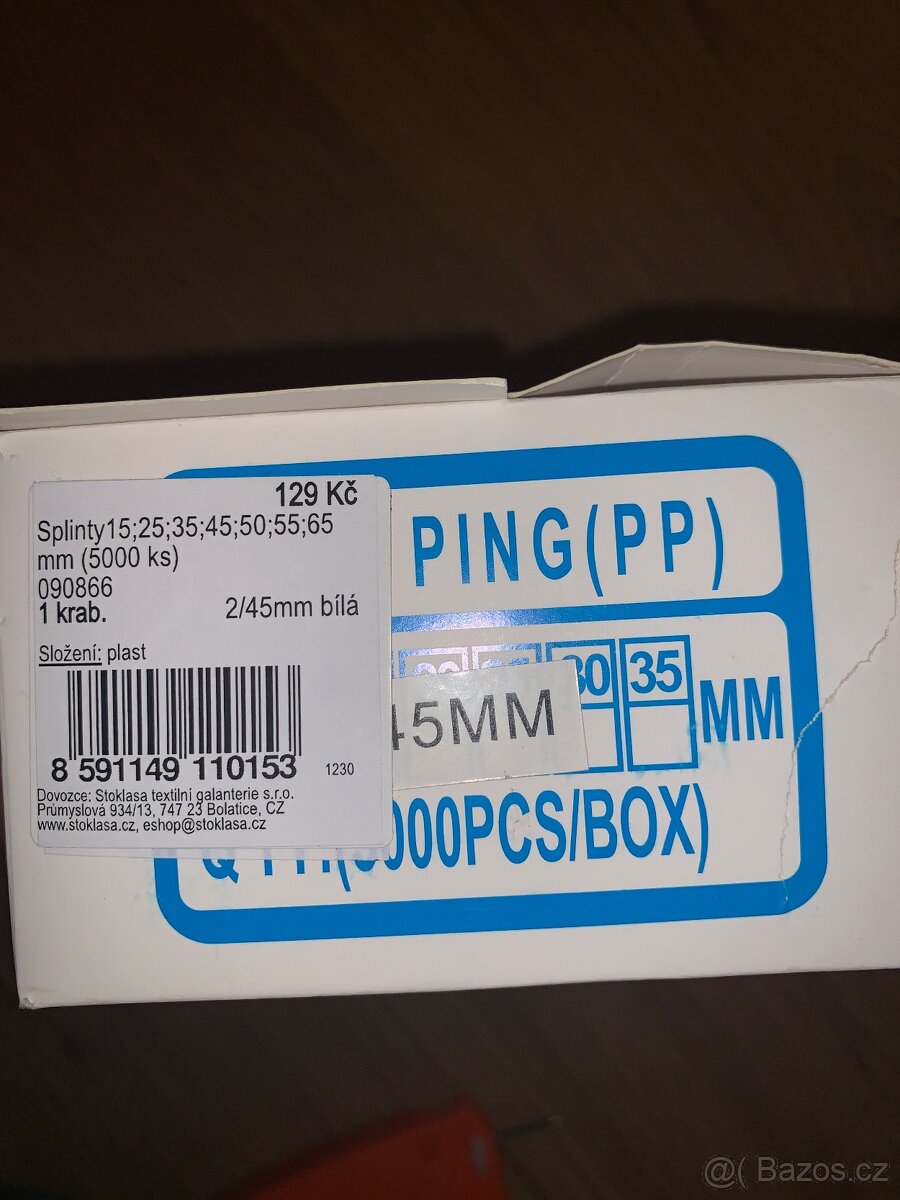 129 Kč
Splinty15;25;35;45;50;55;65
mm (5000 ks)
090866
1 krab. 2/45mm bílá
Složení: plast
8 591149 110153 1230
Dovozce: Stoklasa textilní galanterie s.r.o.
Průmyslová 934/13, 747 23 Bolatice, CZ
www.stoklasa.cz, eshop@stoklasa.cz
PING(PP)
30 35 MM
45MM
000PCS/BOX)
@( Bazos.cz